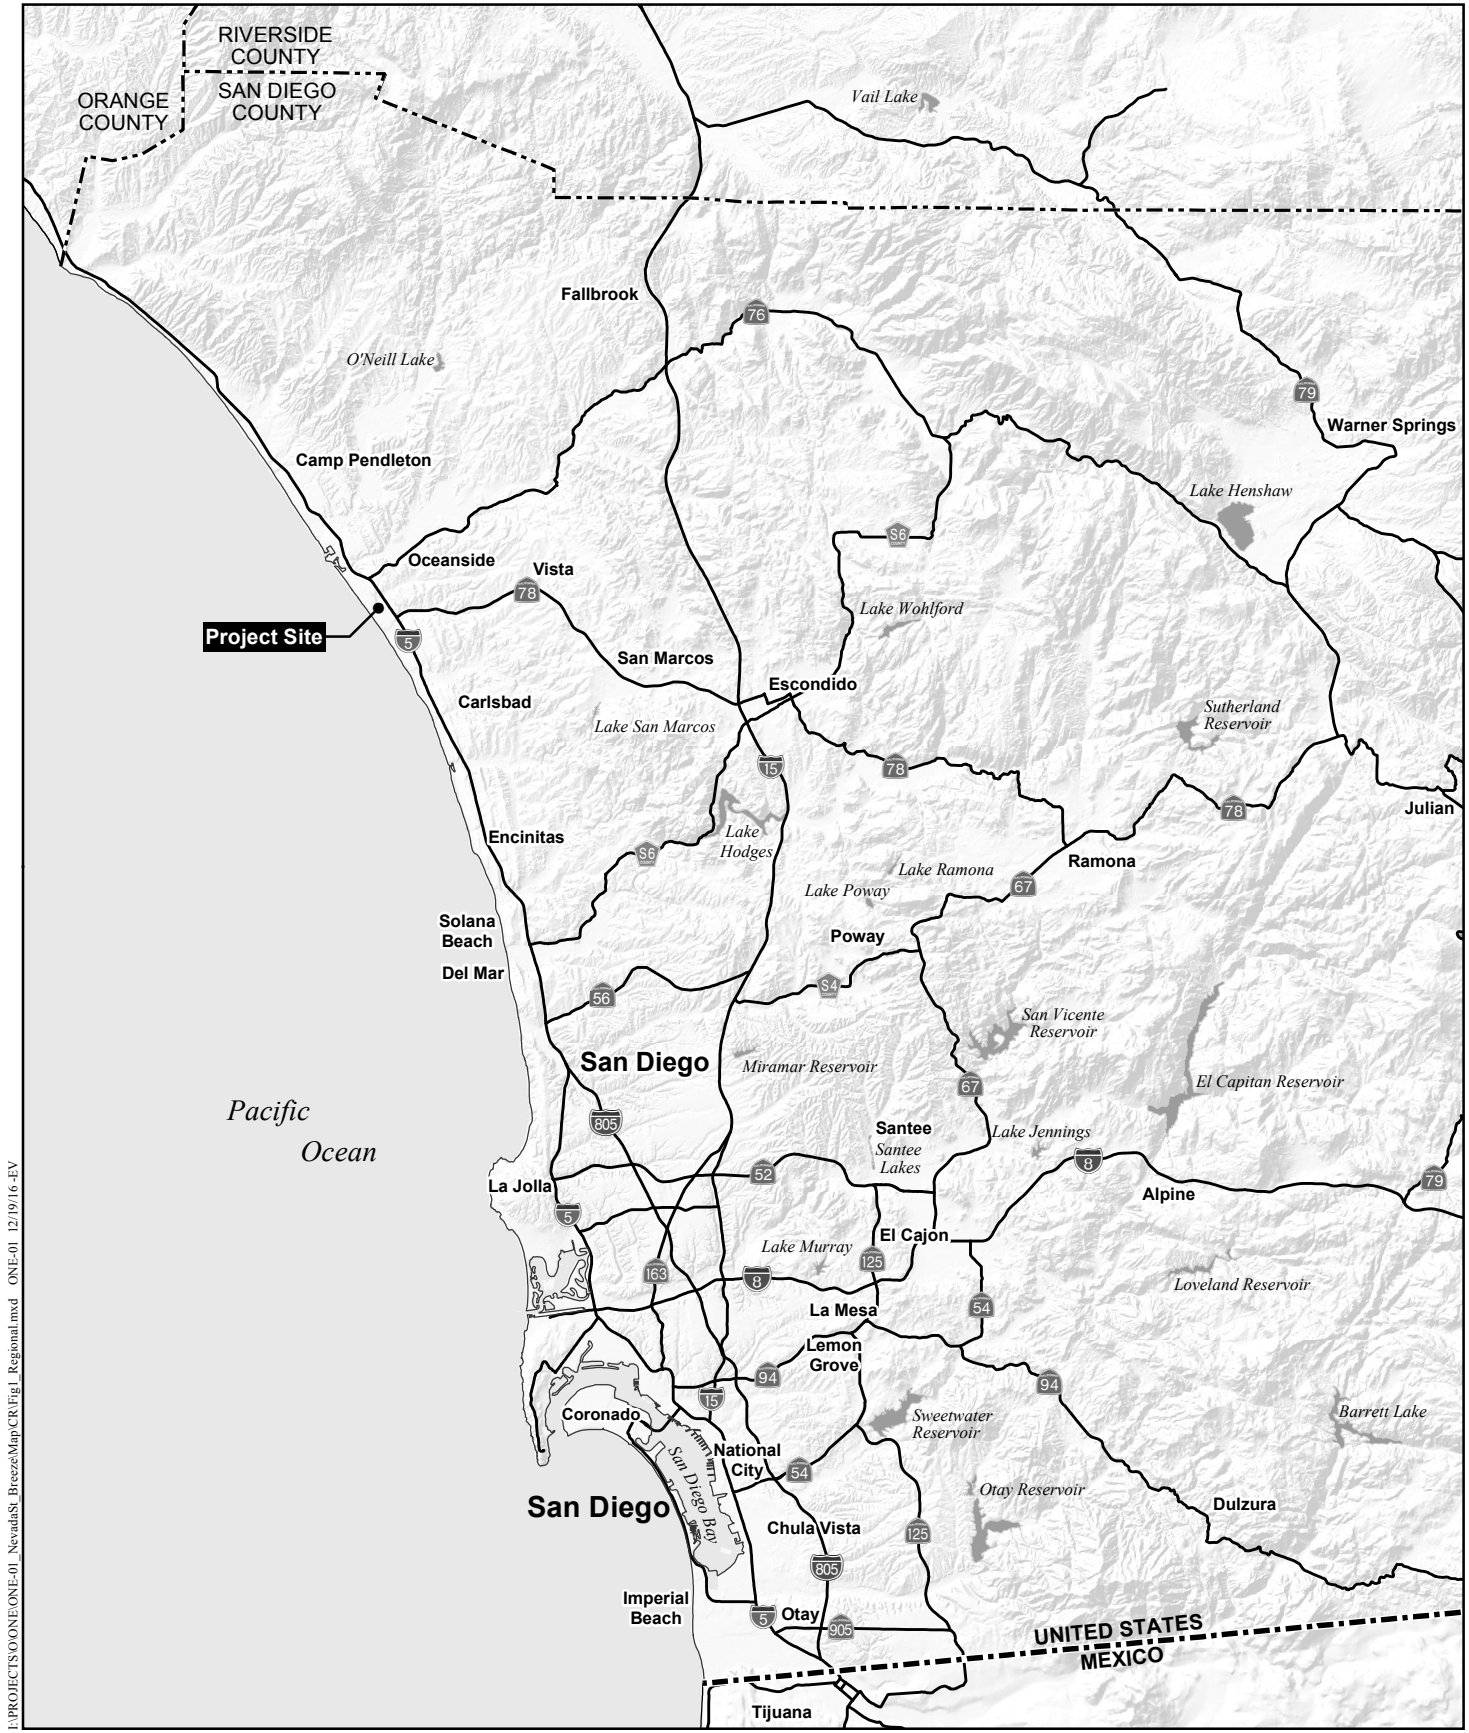 RIVERSIDE
COUNTY
ORANGE
COUNTY
SAN DIEGO
COUNTY
Vail Lake
Fallbrook
76
O'Neill Lake
79
Warner Springs
Camp Pendleton
Lake Henshaw
S6
COUNTY
Oceanside
Vista
78
Lake Wohlford
Project Site
5
San Marcos
Escondido
Carlsbad
Lake San Marcos
Sutherland
Reservoir
15
78
78
Julian
Encinitas
Lake
Hodges
S6
COUNTY
Ramona
Lake Ramona
67
Lake Poway
Solana
Beach
Poway
Del Mar
56
S4
COUNTY
San Vicente
Reservoir
San Diego
Miramar Reservoir
67
El Capitan Reservoir
Pacific
Ocean
805
Santee
Santee
Lakes
Lake Jennings
8
52
79
La Jolla
Alpine
5
El Cajon
Lake Murray
125
163
8
Loveland Reservoir
La Mesa
54
Lemon
Grove
94
94
15
Coronado
Sweetwater
Reservoir
Barrett Lake
National
City
54
San Diego Bay
Otay Reservoir
San Diego
Dulzura
Chula Vista
125
805
Imperial
Beach
5
Otay
905
UNITED STATES
MEXICO
Tijuana
I:\PROJECTS\O\ONE\ONE-01_NevadaSt_Breeze\Map\CR\Fig1_Regional.mxd ONE-01 12/19/16 -EV